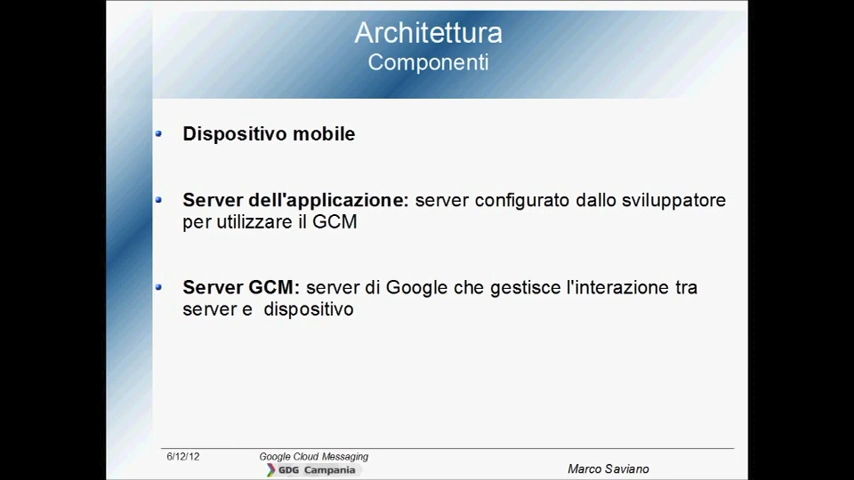 Architettura
Componenti
Dispositivo mobile
Server dell'applicazione: server configurato dallo sviluppatore
per utilizzare il GCM
Server GCM: server di Google che gestisce l'interazione tra
server e dispositivo
6/12/12
Google Cloud Messaging
GDG Campania
Marco Saviano